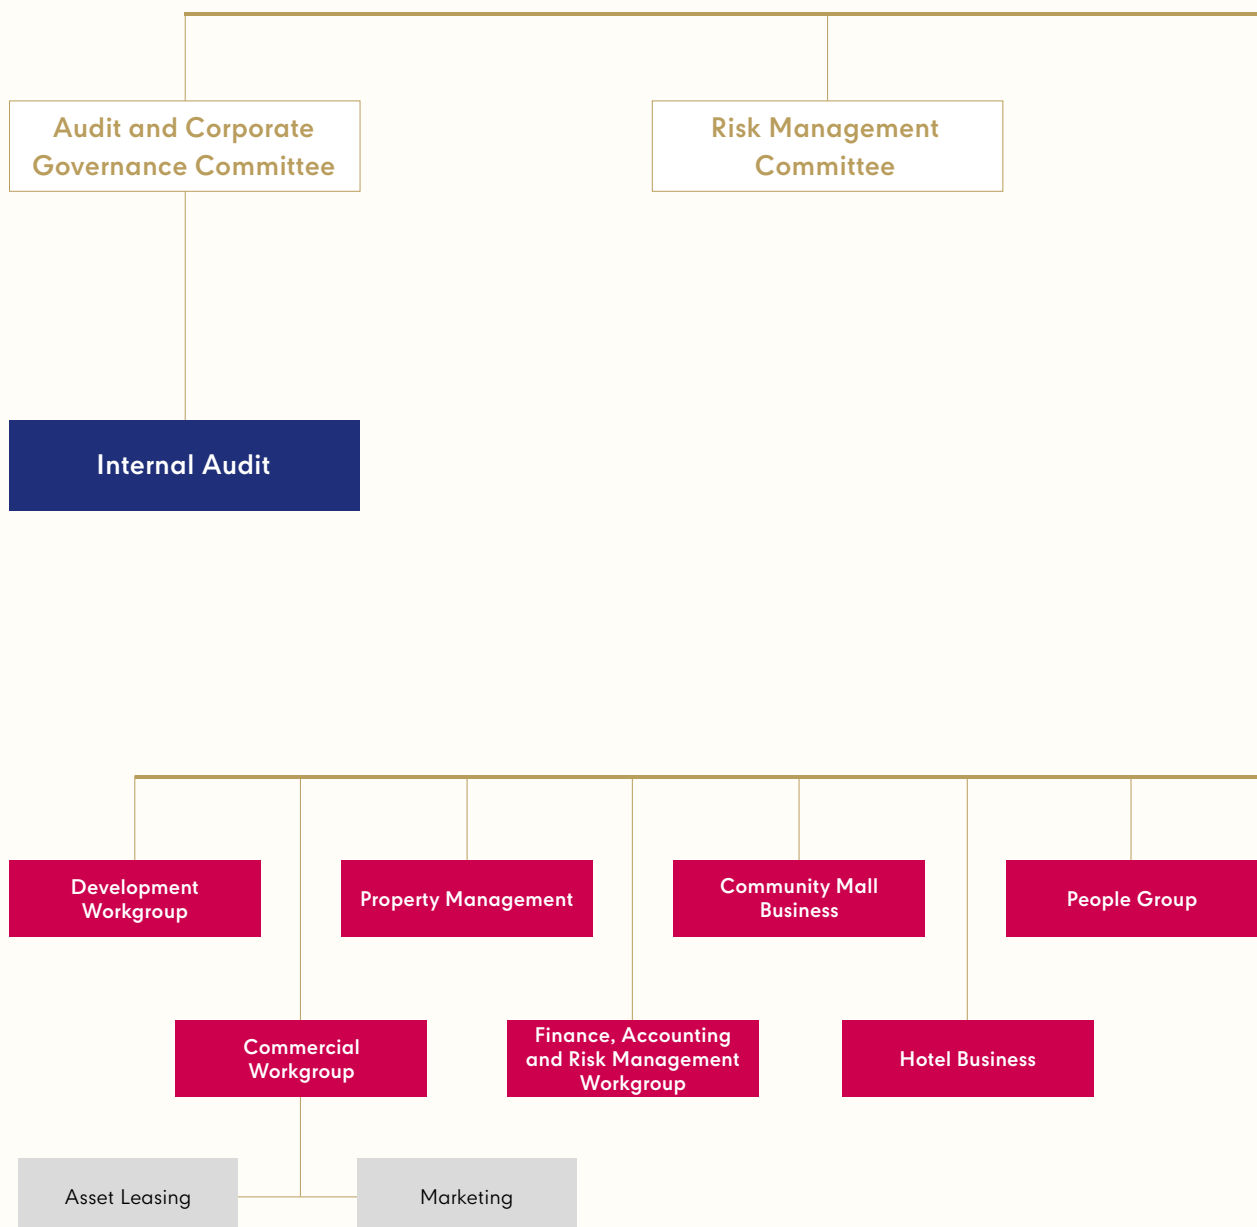 Audit and Corporate
Governance Committee
Risk Management
Committee
Internal Audit
Development
Workgroup
Property Management
Community Mall
Business
People Group
Commercial
Workgroup
Finance, Accounting
and Risk Management
Workgroup
Hotel Business
Asset Leasing
Marketing